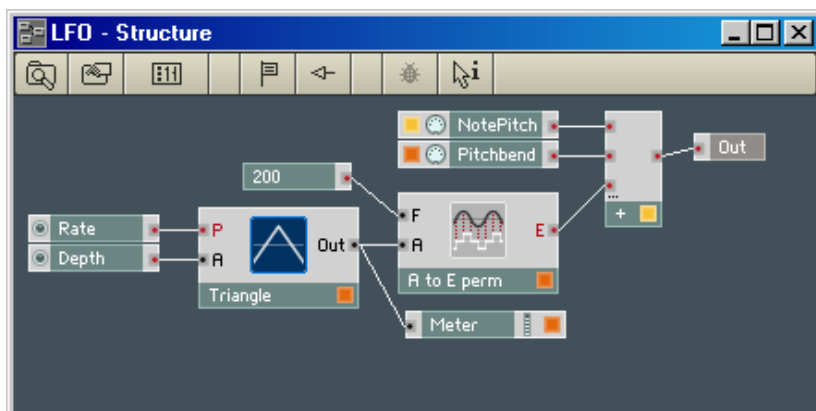 LFO - Structure
i
NotePitch
Pitchbend
Out
200
F
A
E
+
Rate
Depth
P
A
Out
A to E perm
Triangle
Meter